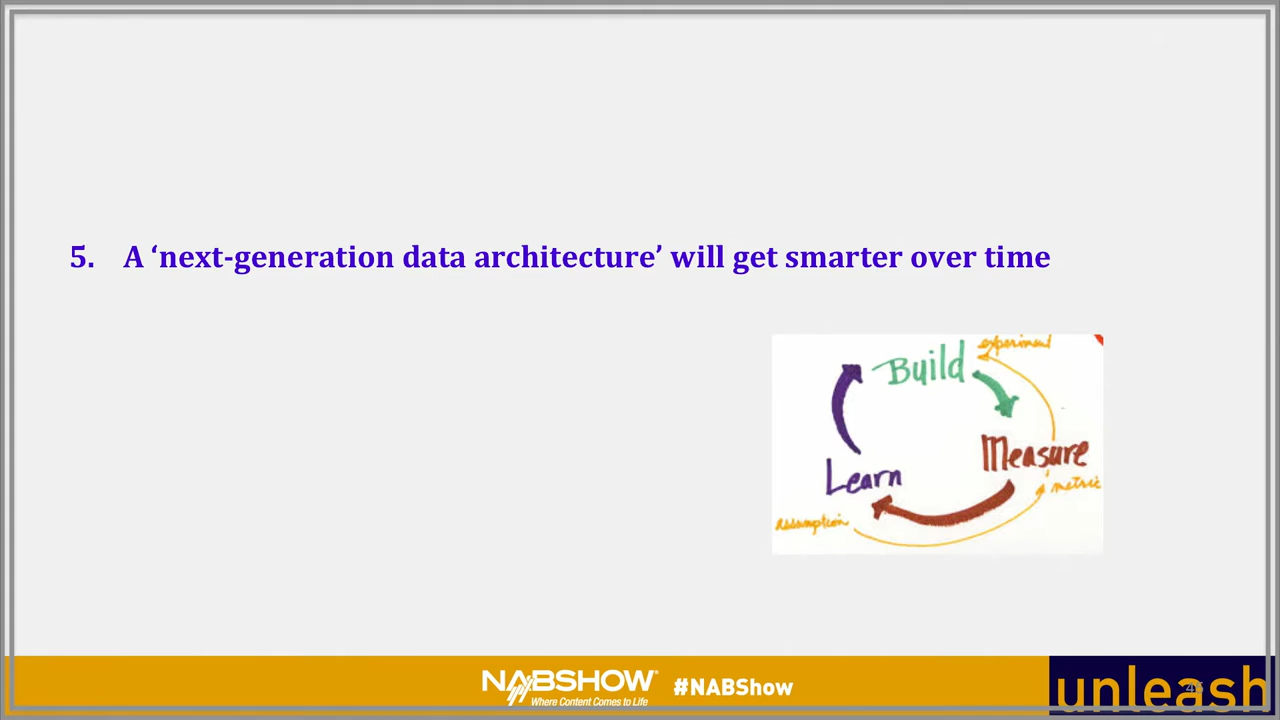 5. A ‘next-generation data architecture’ will get smarter over time
experiment
Build
Measure
metric
Learn
assumption
NABSHOW®
Where Content Comes to Life
#NABShow
unleash